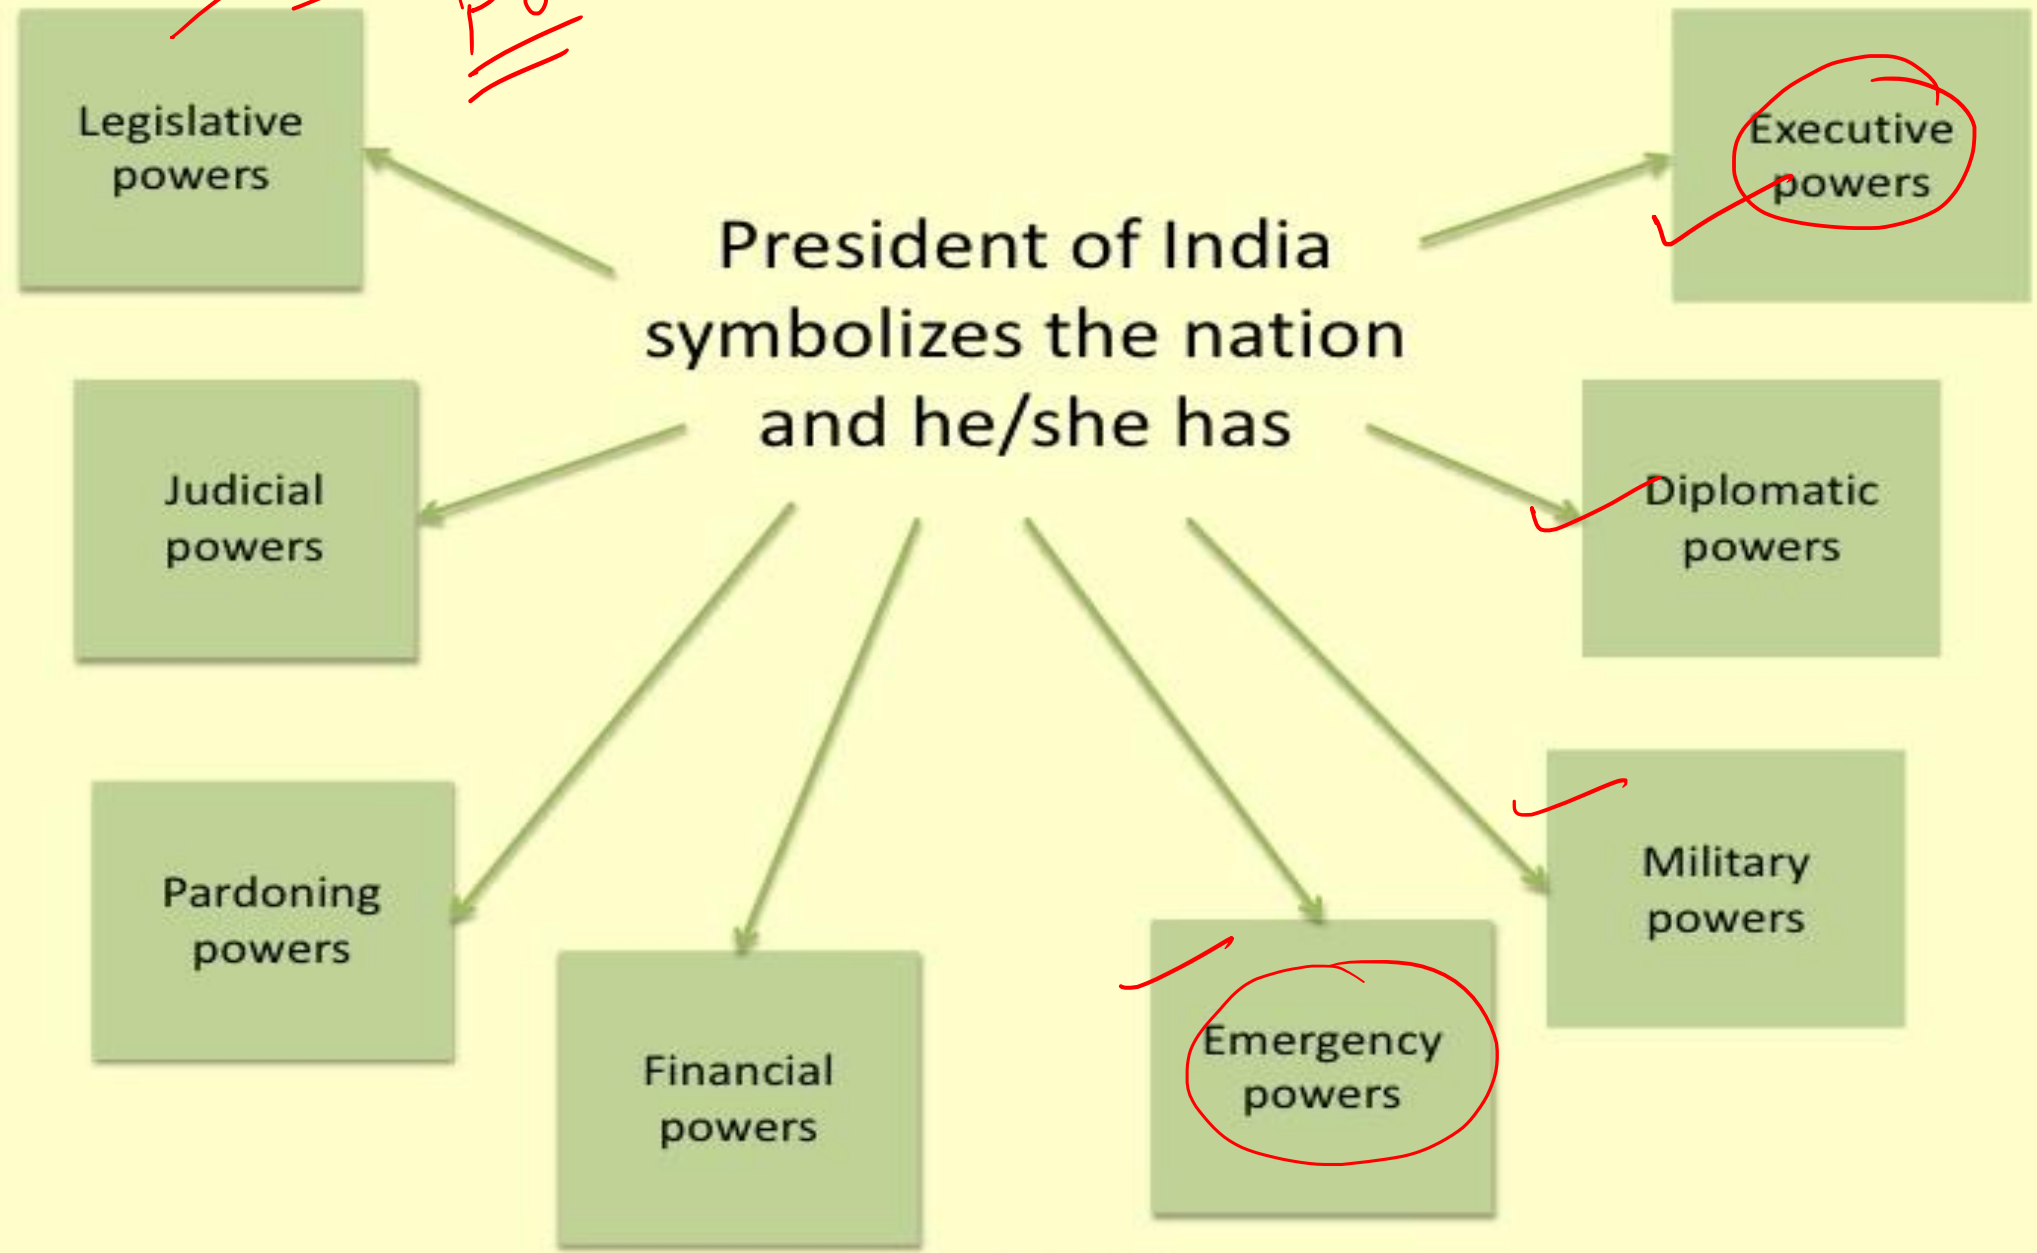 Legislative
powers
Executive
powers
President of India
symbolizes the nation
and he/she has
Judicial
powers
Diplomatic
powers
Pardoning
powers
Military
powers
Financial
powers
Emergency
powers